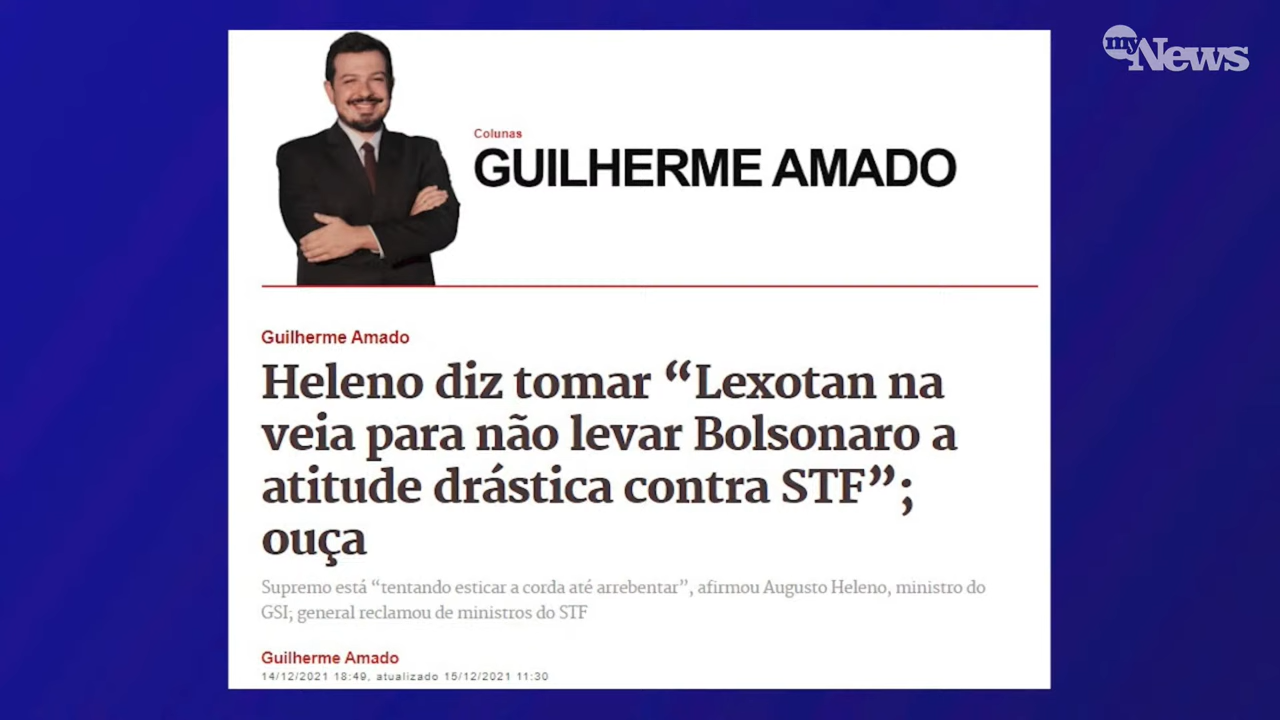 myNews
Colunas
GUILHERME AMADO
Guilherme Amado
Heleno diz tomar “Lexotan na
veia para não levar Bolsonaro a
atitude drástica contra STF”;
ouça
Supremo está “tentando esticar a corda até arrebentar”, afirmou Augusto Heleno, ministro do
GSI; general reclamou de ministros do STF
Guilherme Amado
14/12/2021 18:49, atualizado 15/12/2021 11:30